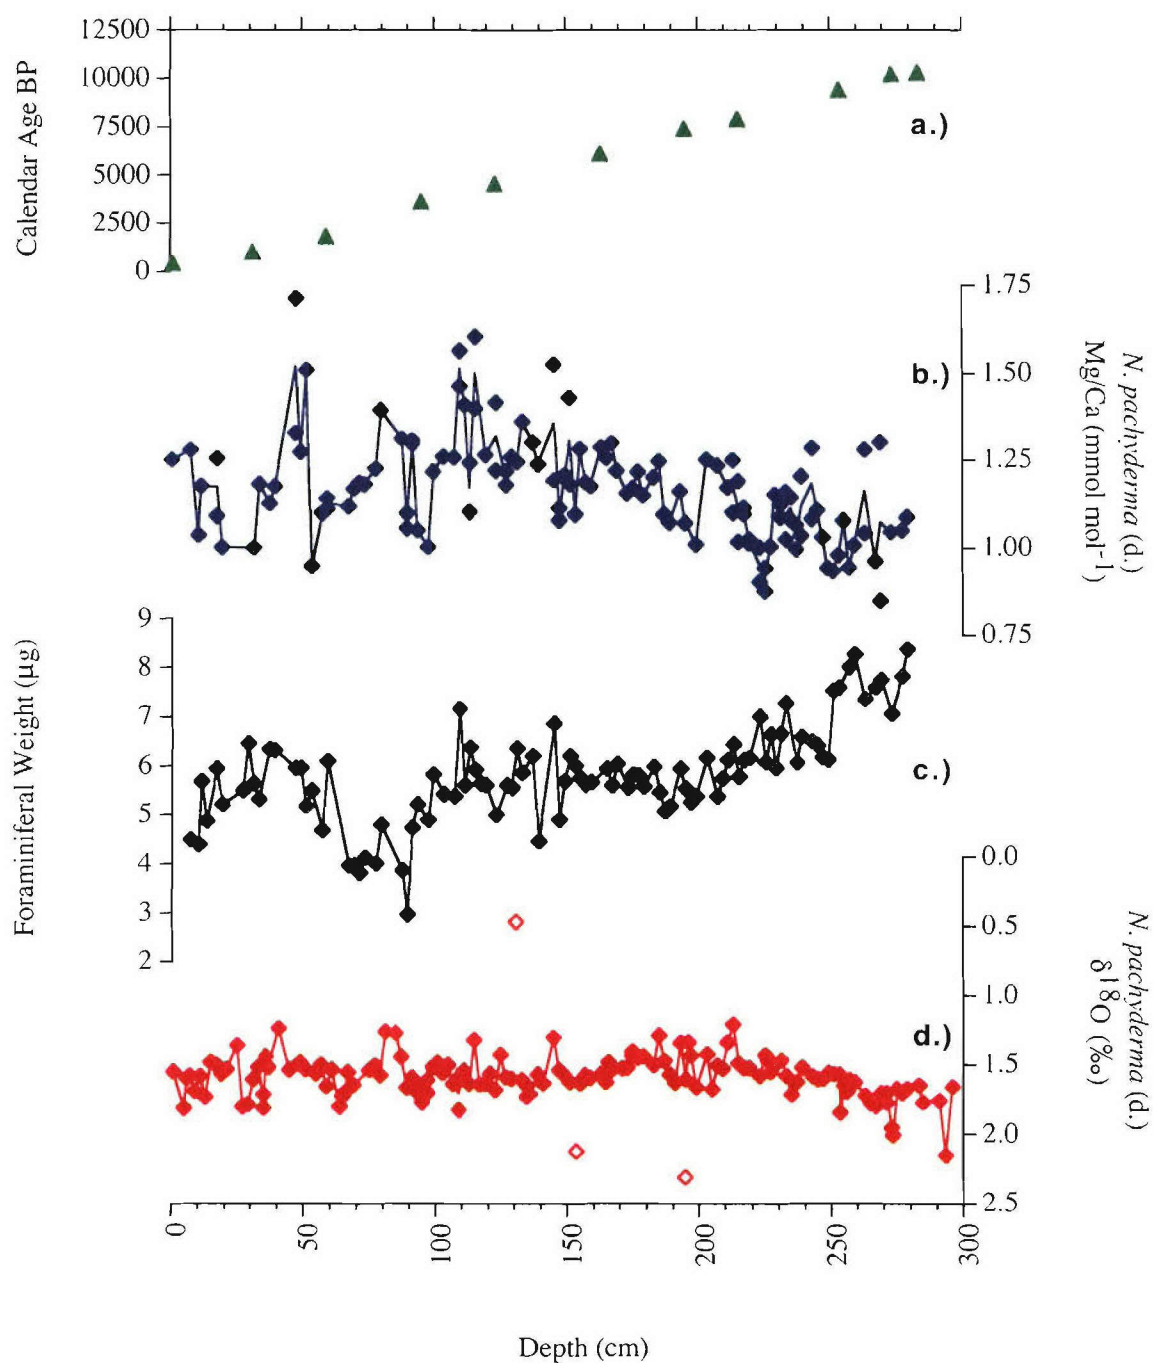 12500
10000
7500
5000
2500
0
Calendar Age BP
a.)
1.75
1.50
1.25
1.00
0.75
N. pachyderma (d.)
Mg/Ca (mmol mol⁻¹)
b.)
9
8
7
6
5
4
3
2
Foraminiferal Weight (µg)
c.)
0.0
0.5
1.0
1.5
2.0
2.5
N. pachyderma (d.)
δ¹⁸O (‰)
d.)
0
50
100
150
200
250
300
Depth (cm)